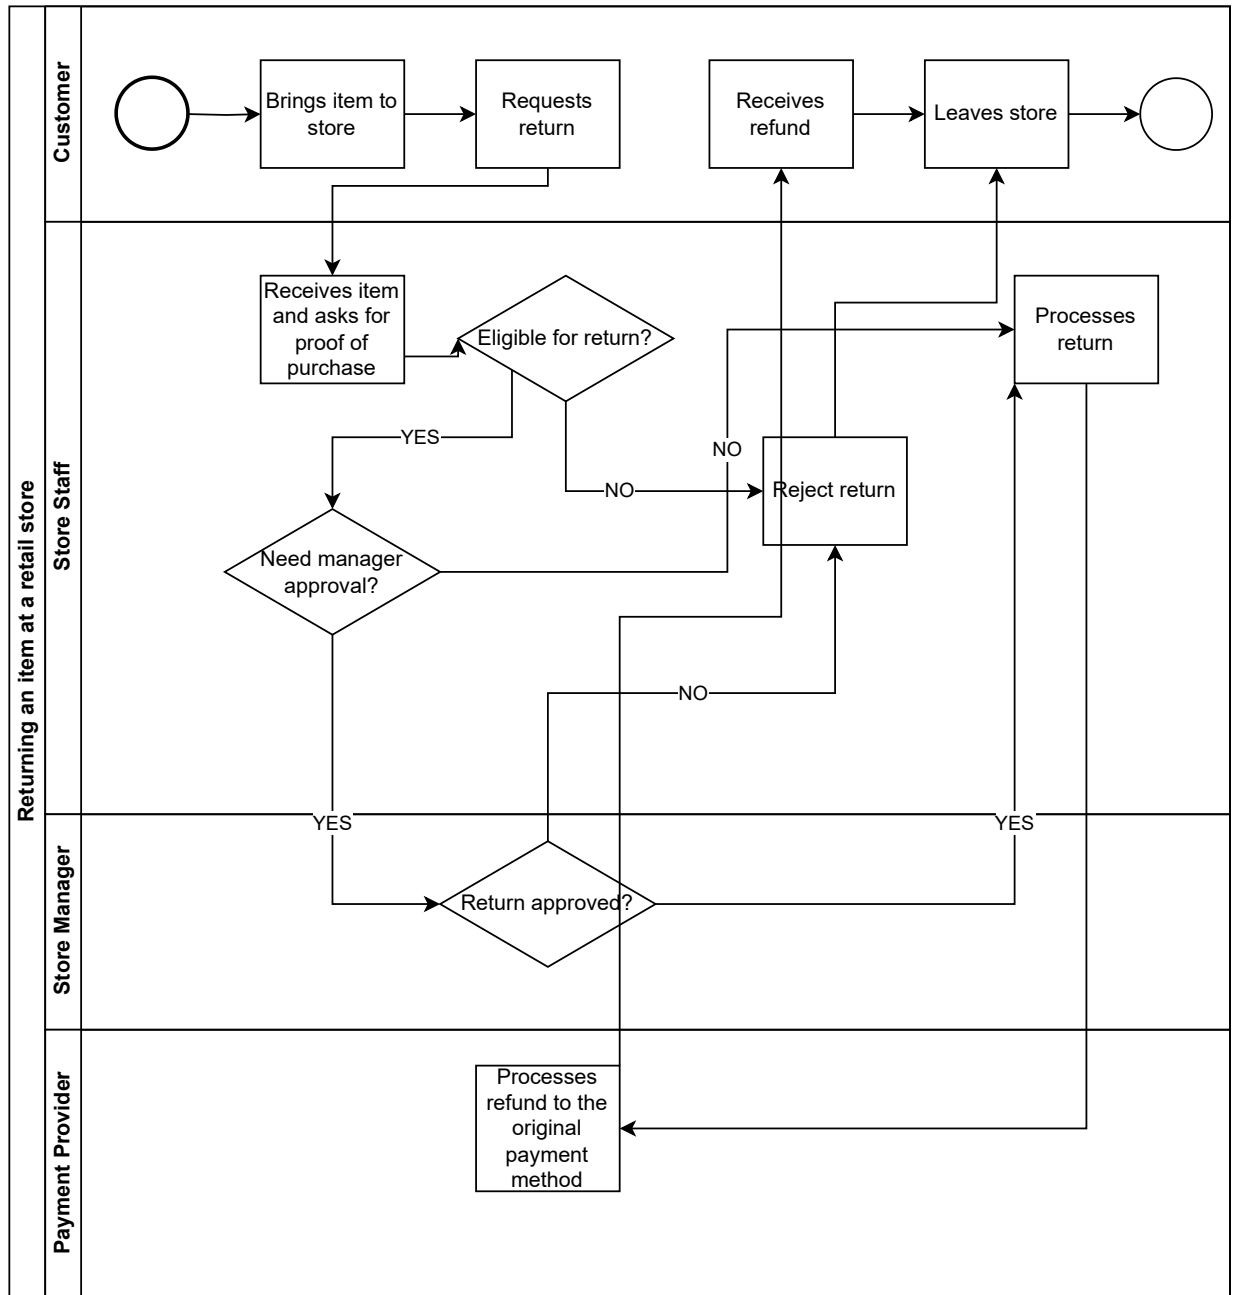 Returning an item at a retail store
Customer
Brings item to
store
Requests
return
Receives
refund
Leaves store
Store Staff
Receives item
and asks for
proof of
purchase
Eligible for return?
Processes
return
YES
NO
NO
Reject return
Need manager
approval?
NO
YES
YES
Store Manager
Return approved?
Payment Provider
Processes
refund to the
original
payment
method